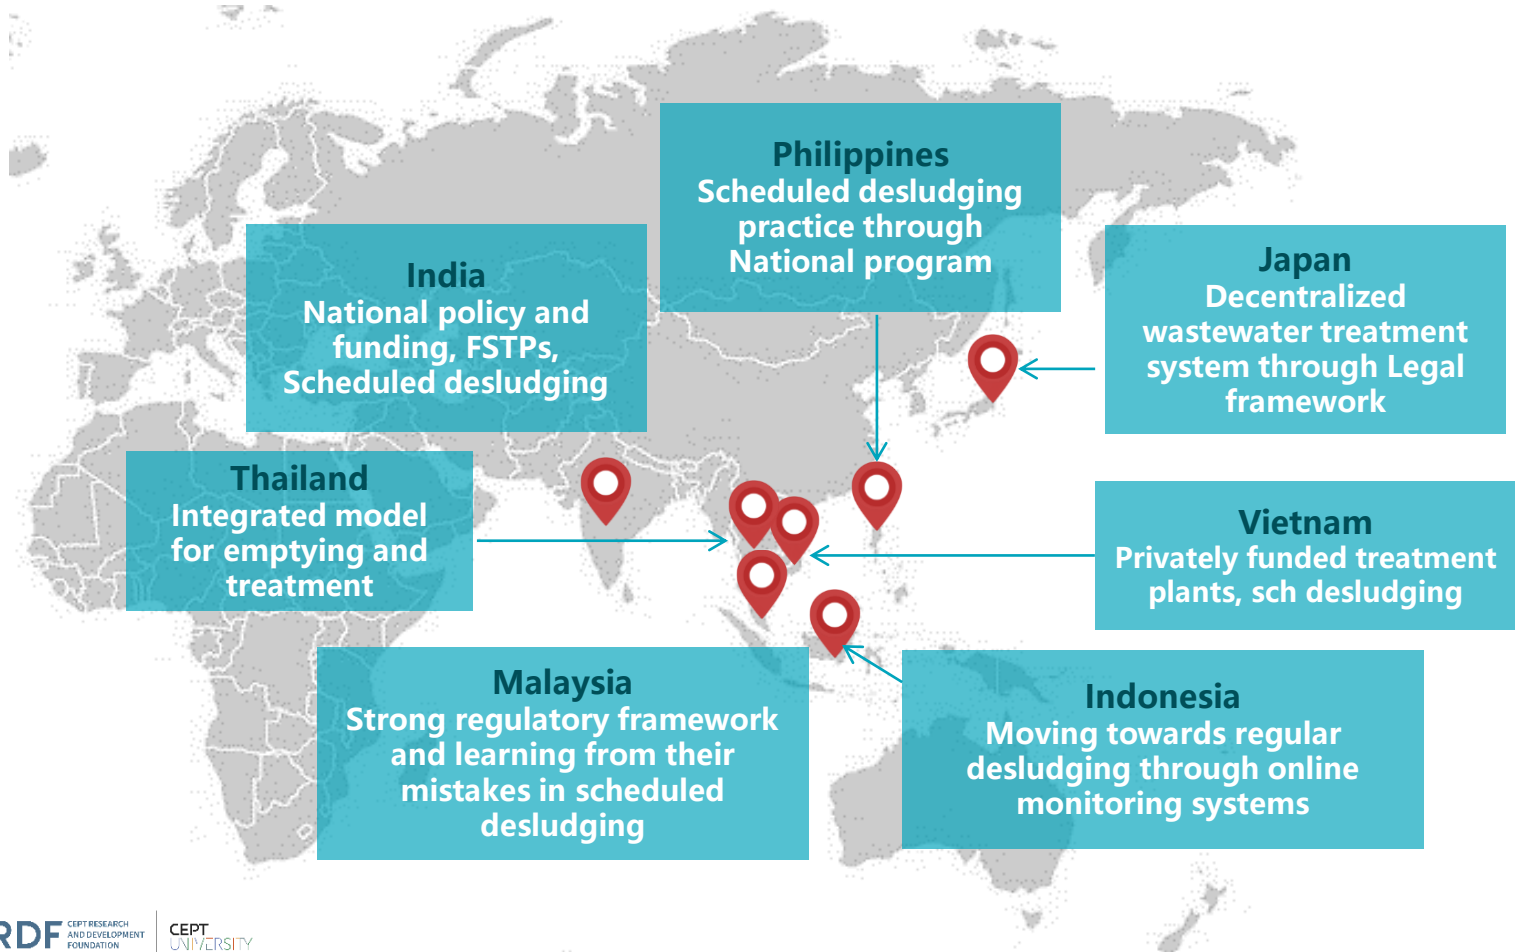 Philippines
Scheduled desludging
practice through
National program
India
National policy and
funding, FSTPs,
Scheduled desludging
Japan
Decentralized
wastewater treatment
system through Legal
framework
Thailand
Integrated model
for emptying and
treatment
Vietnam
Privately funded treatment
plants, sch desludging
Malaysia
Strong regulatory framework
and learning from their
mistakes in scheduled
desludging
Indonesia
Moving towards regular
desludging through online
monitoring systems
RDF
CEPT RESEARCH
AND DEVELOPMENT
FOUNDATION
CEPT
UNIVERSITY